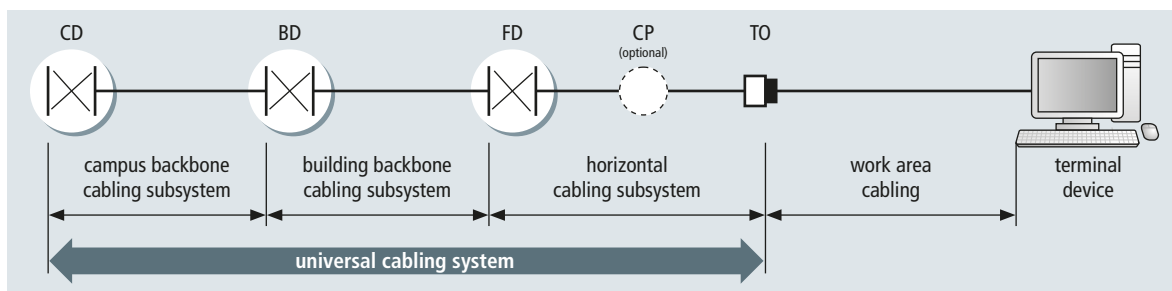 CD
BD
FD
CP
(optional)
TO
campus backbone
cabling subsystem
building backbone
cabling subsystem
horizontal
cabling subsystem
work area
cabling
terminal
device
universal cabling system